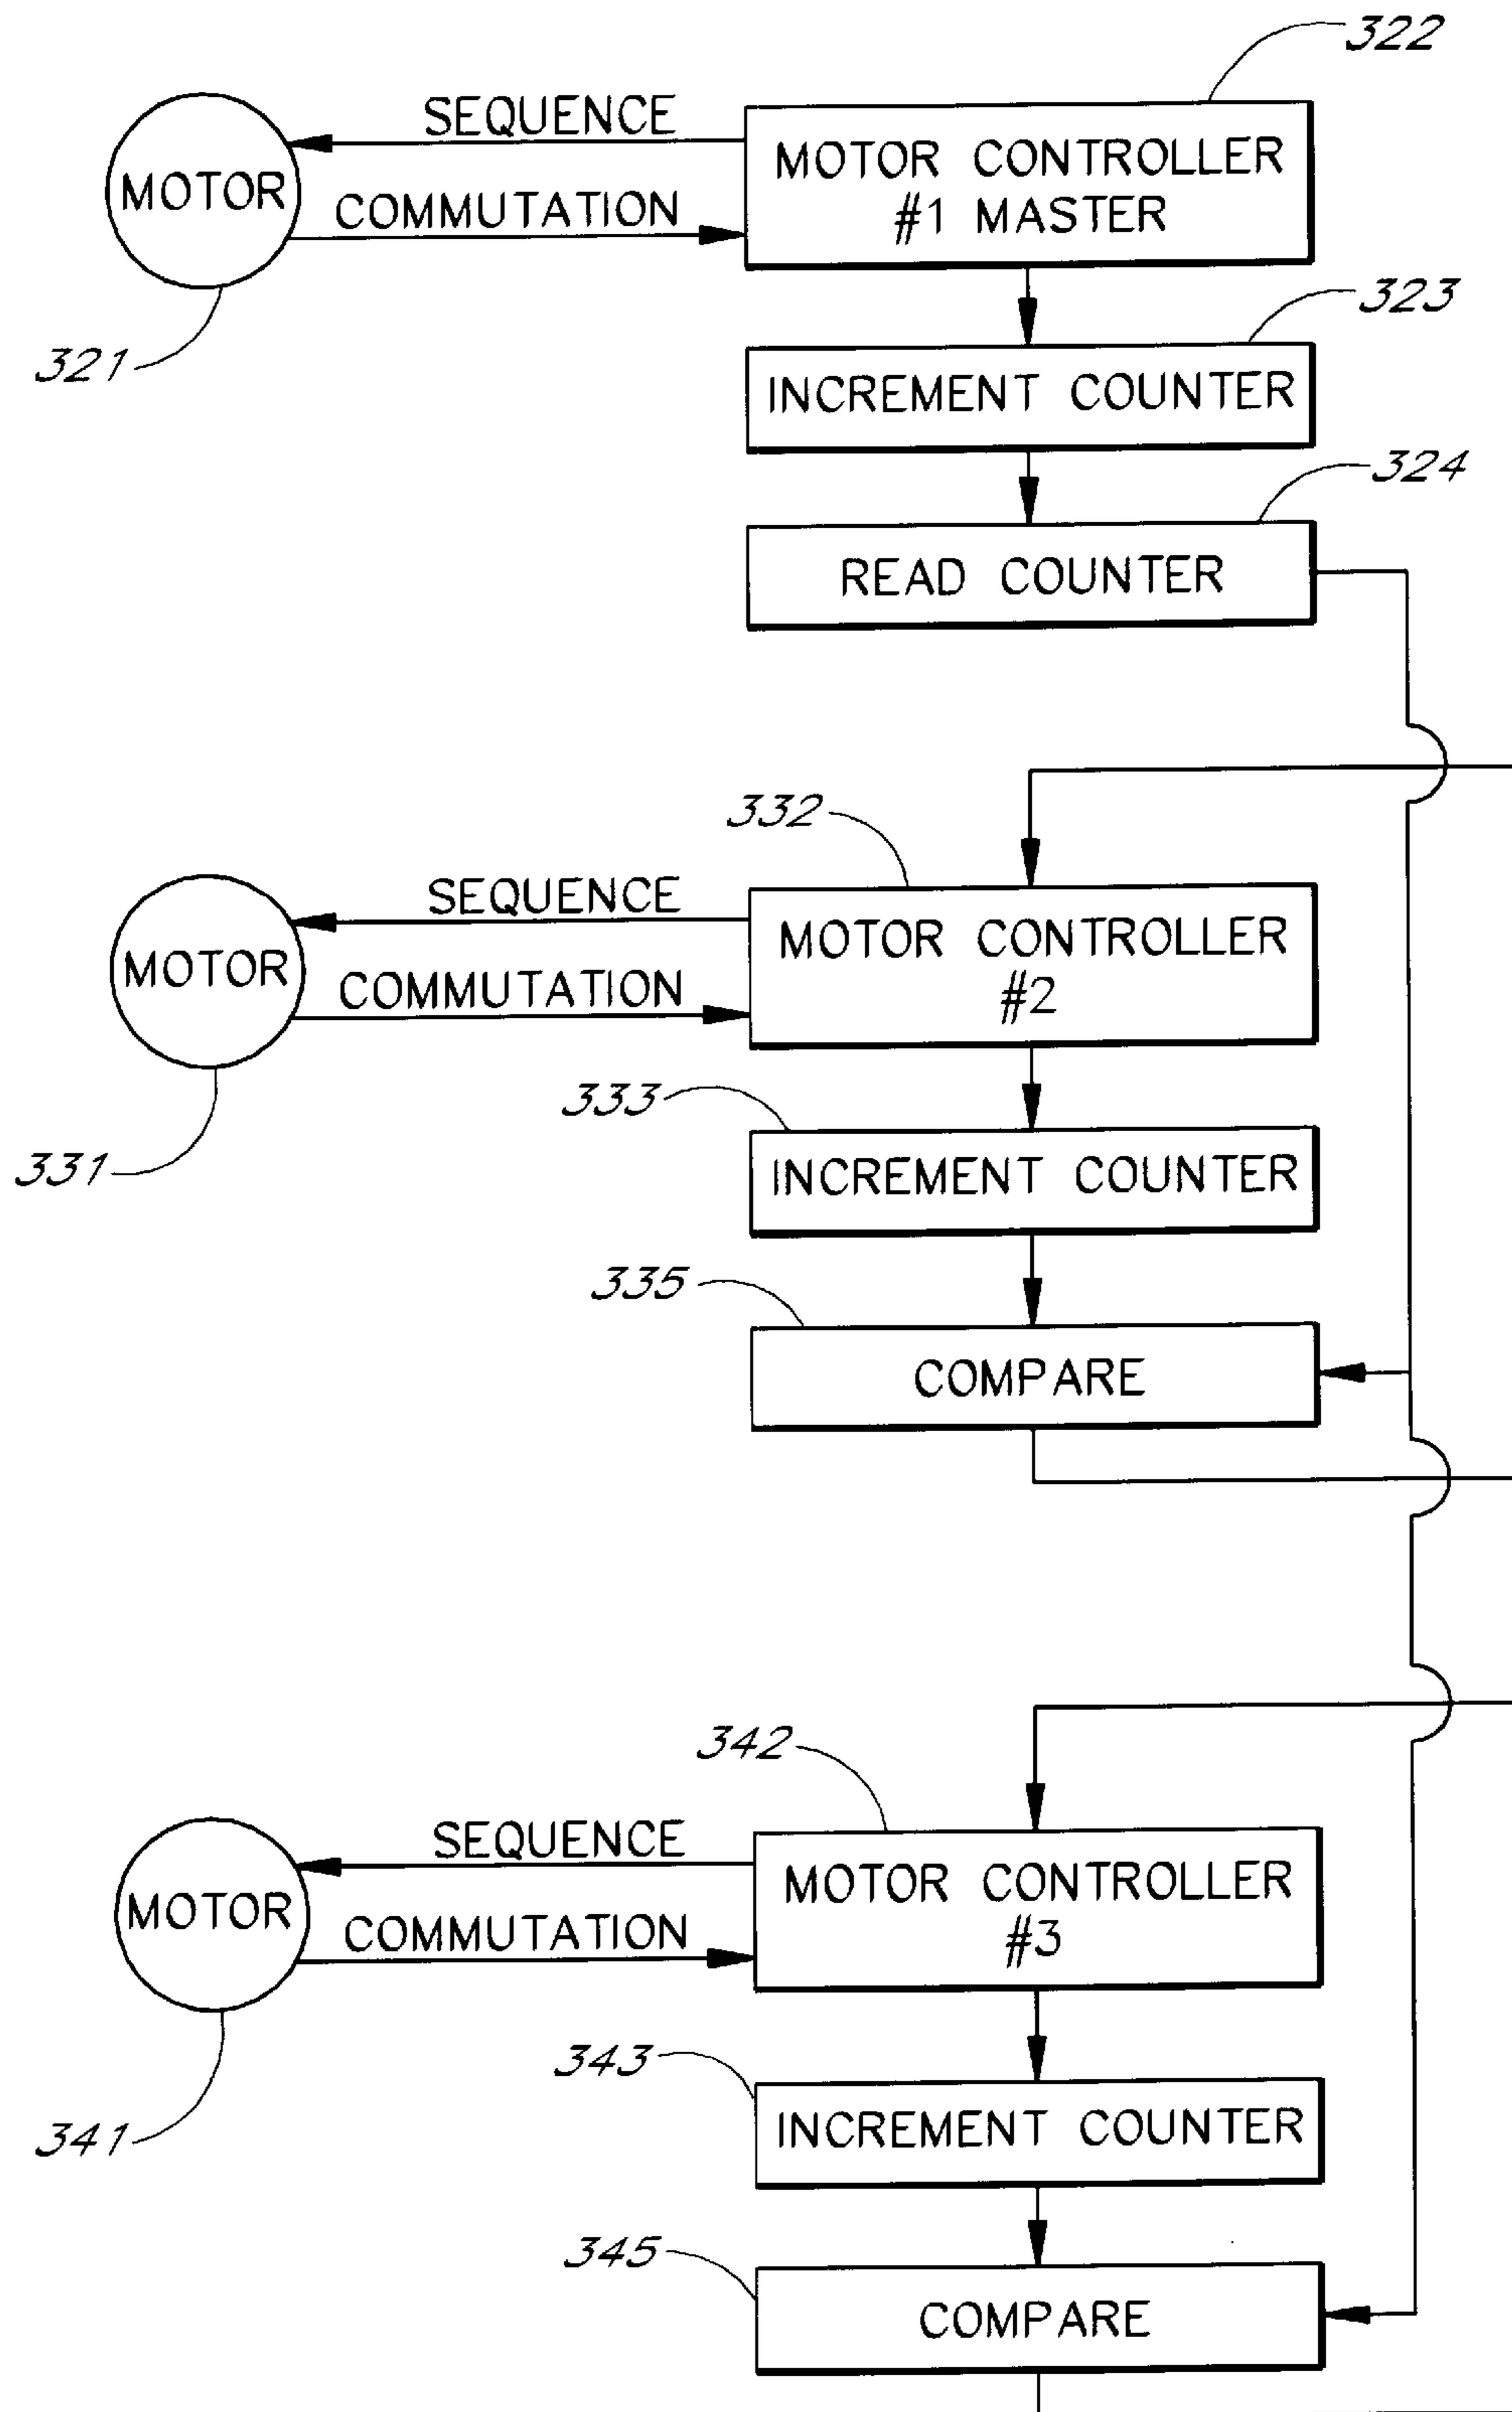 322
SEQUENCE
MOTOR
COMMUTATION
MOTOR CONTROLLER
#1 MASTER
321
323
INCREMENT COUNTER
324
READ COUNTER
332
SEQUENCE
MOTOR
COMMUTATION
MOTOR CONTROLLER
#2
333
331
INCREMENT COUNTER
335
COMPARE
342
SEQUENCE
MOTOR
COMMUTATION
MOTOR CONTROLLER
#3
343
341
INCREMENT COUNTER
345
COMPARE